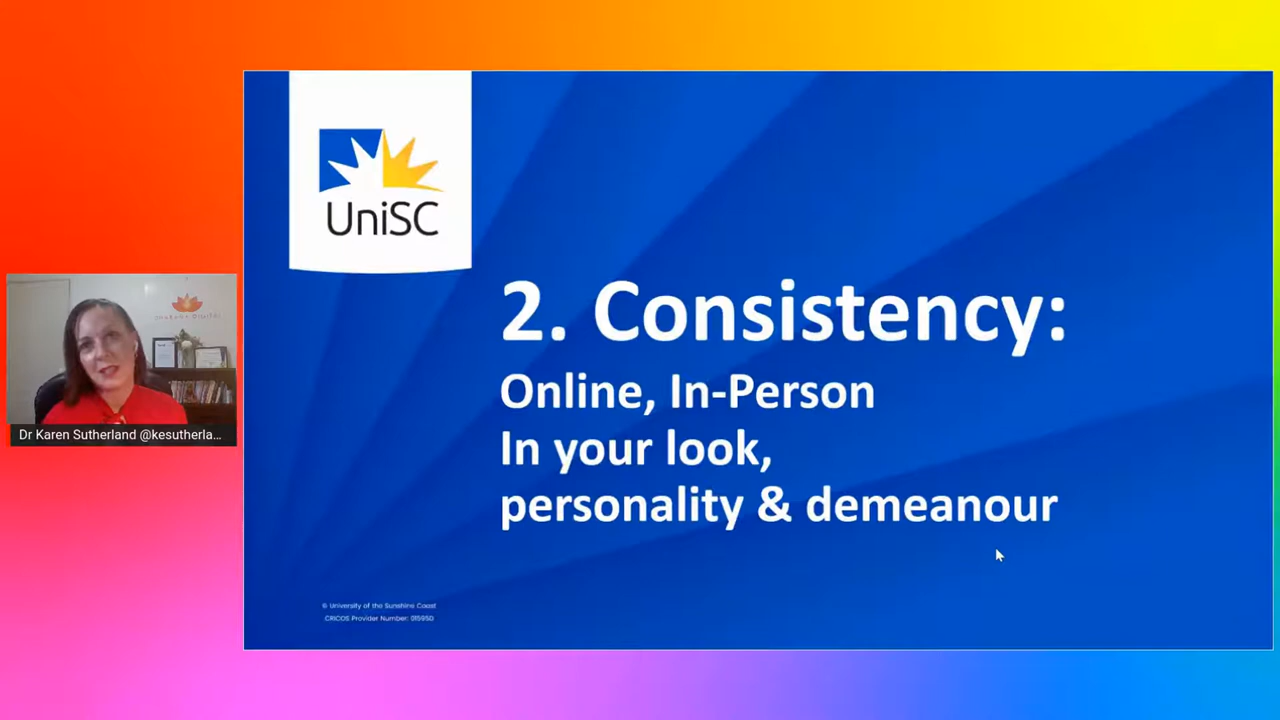 UniSC
2. Consistency:
Online, In-Person
In your look,
personality & demeanour
Dr Karen Sutherland @kesutherla...
© University of the Sunshine Coast
CRICOS Provider Number: 01595D